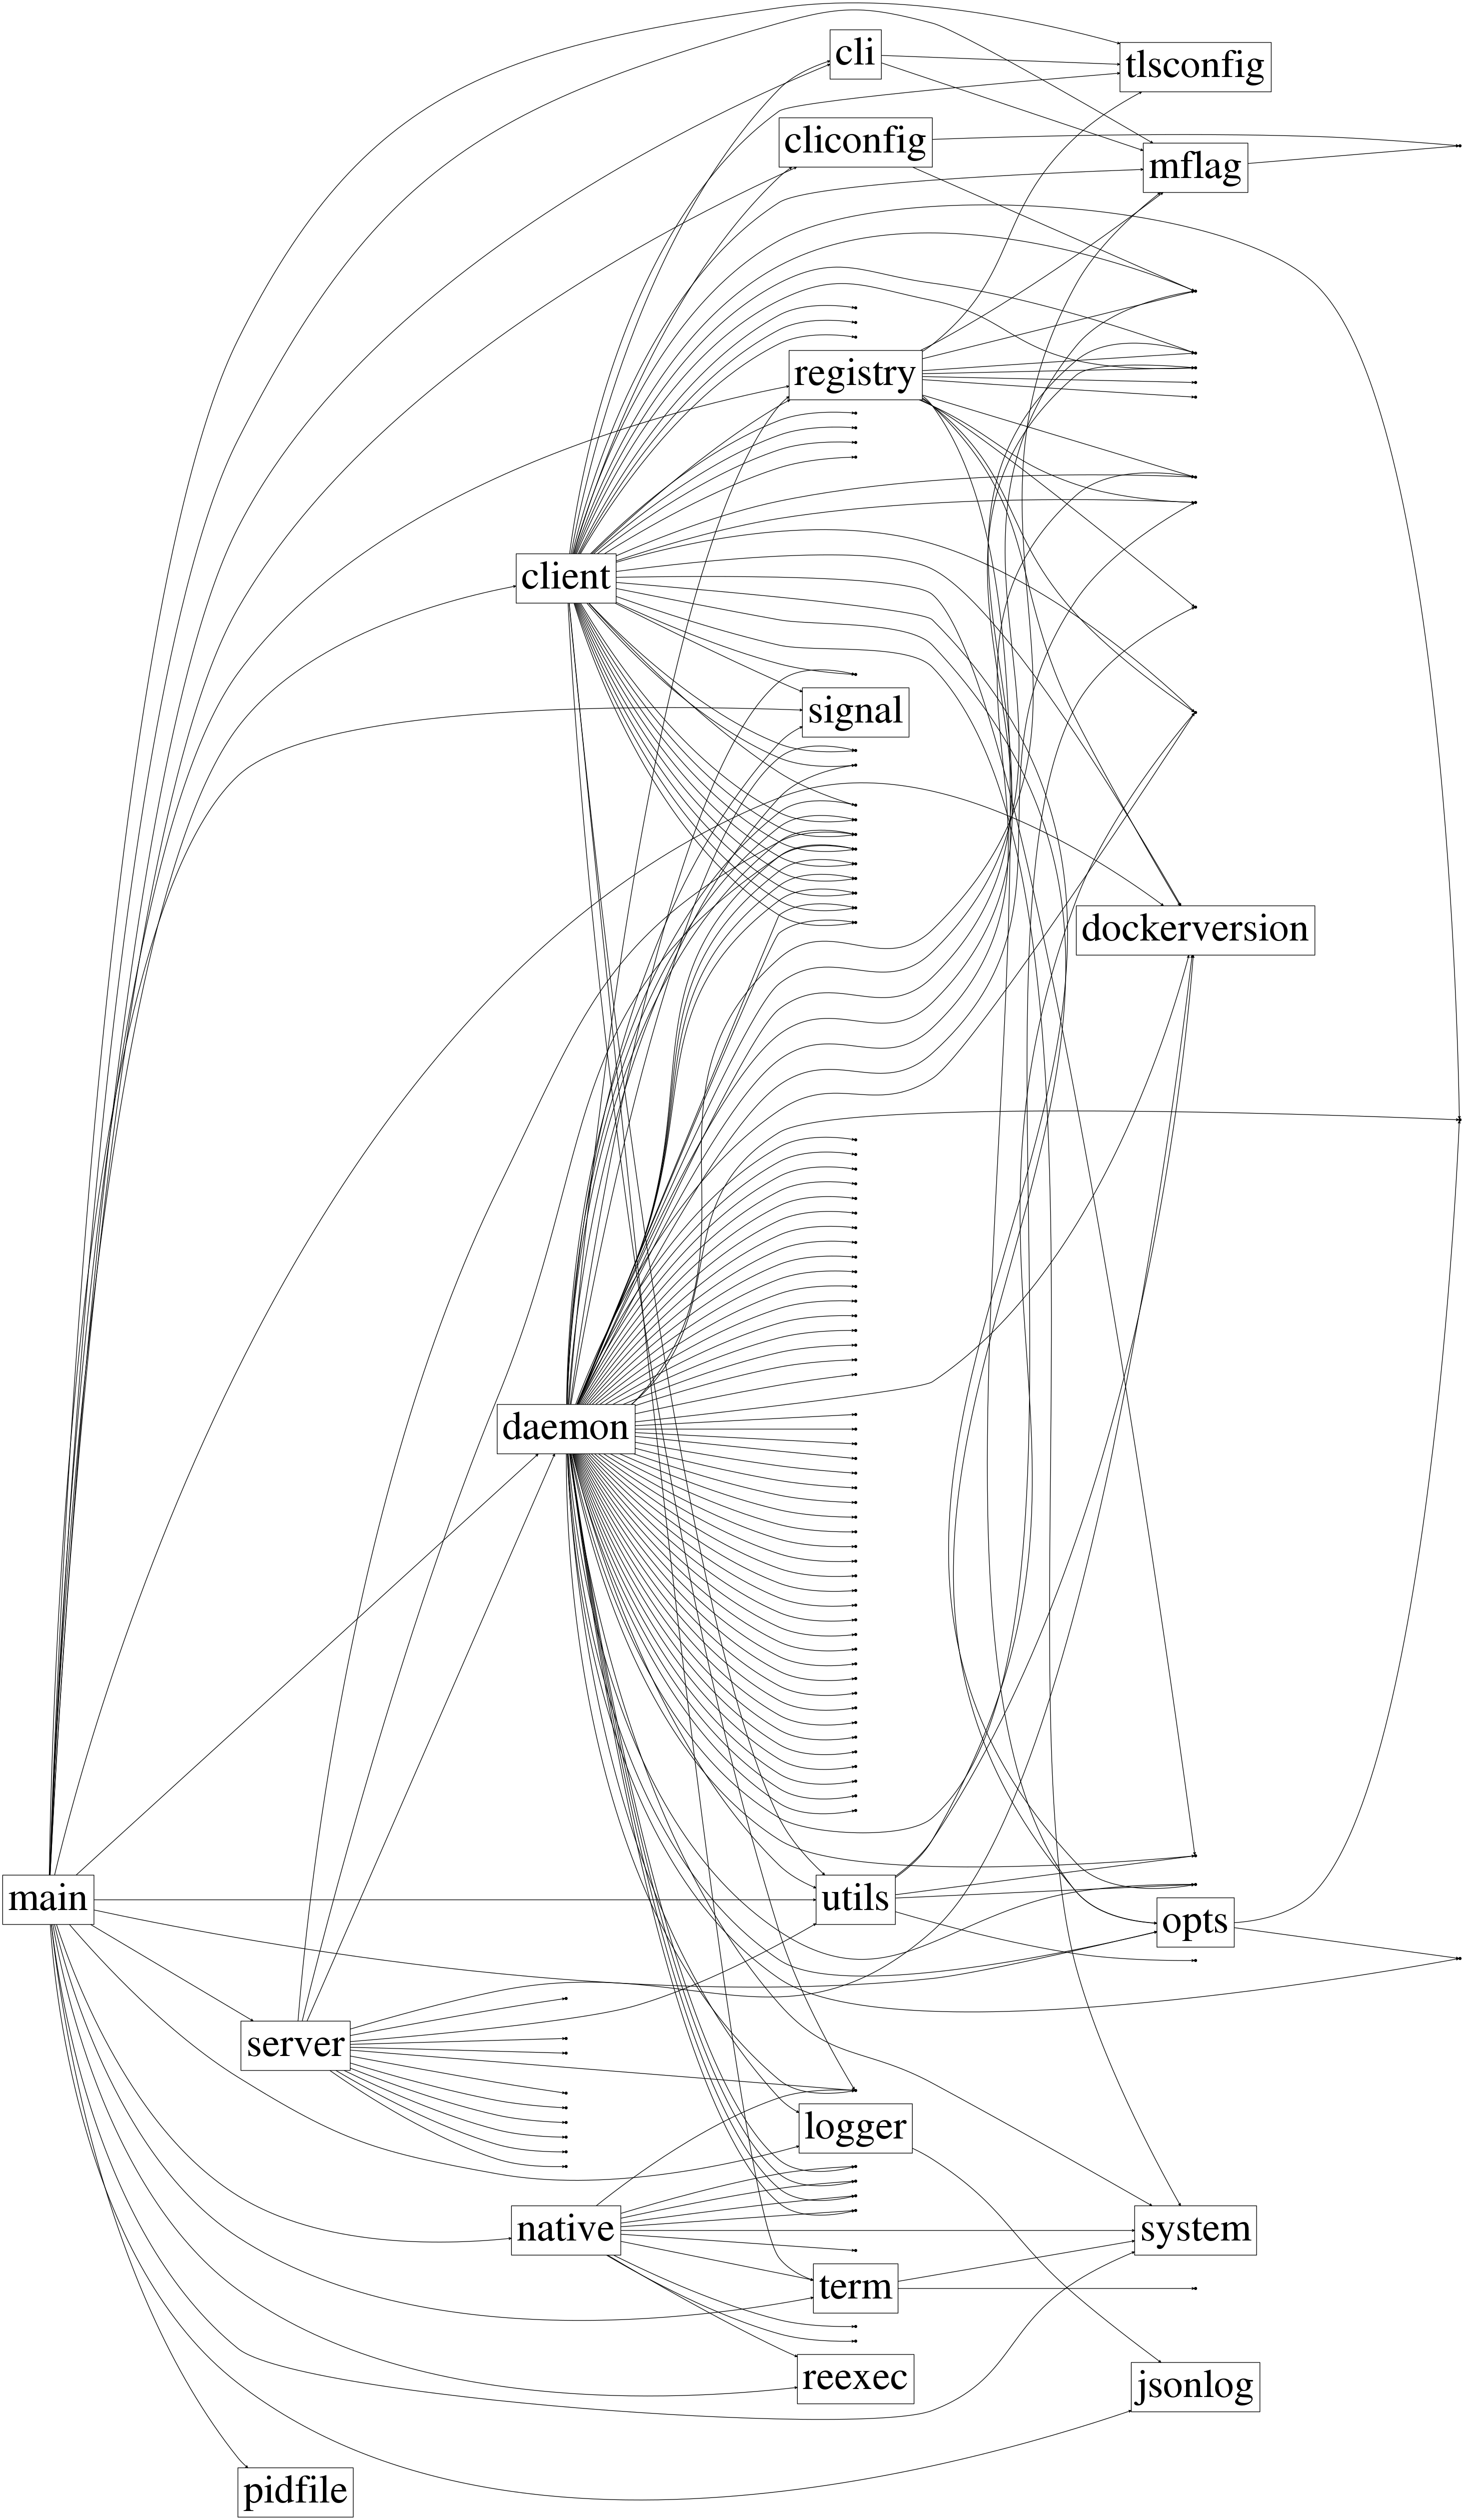 cli
tlsconfig
cliconfig
mflag
registry
client
signal
dockerversion
daemon
main
utils
opts
server
logger
native
system
term
reexec
jsonlog
pidfile